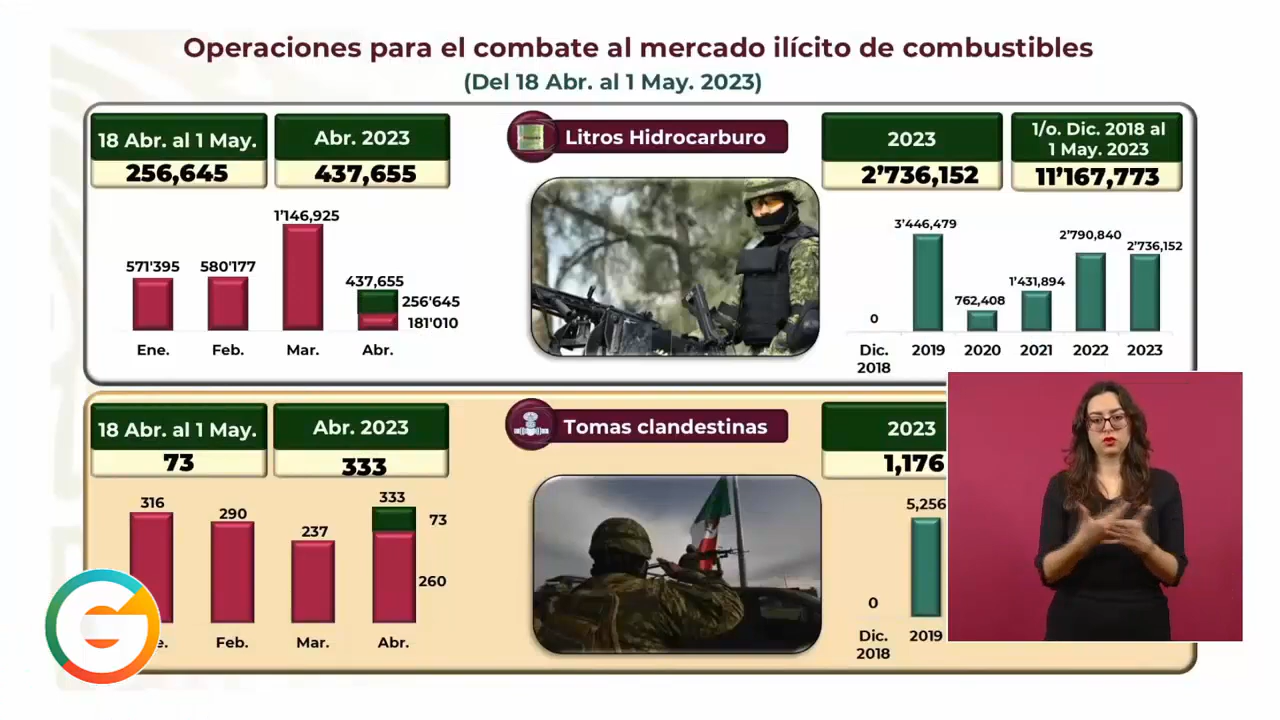 Operaciones para el combate al mercado ilícito de combustibles
(Del 18 Abr. al 1 May. 2023)
18 Abr. al 1 May.
256,645
Abr. 2023
437,655
Litros Hidrocarburo
2023
2’736,152
1/o. Dic. 2018 al
1 May. 2023
11’167,773
571'395
580'177
1’146,925
437,655
256'645
181'010
Ene.
Feb.
Mar.
Abr.
0
3’446,479
762,408
1’431,894
2’790,840
2’736,152
Dic.
2018
2019
2020
2021
2022
2023
18 Abr. al 1 May.
73
Abr. 2023
333
Tomas clandestinas
2023
1,176
316
290
237
333
73
260
e.
Feb.
Mar.
Abr.
0
5,256
Dic.
2018
2019
G